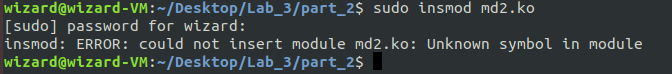 wizard@wizard-VM:~/Desktop/Lab_3/part_2$ sudo insmod md2.ko
[sudo] password for wizard:
insmod: ERROR: could not insert module md2.ko: Unknown symbol in module
wizard@wizard-VM:~/Desktop/Lab_3/part_2$